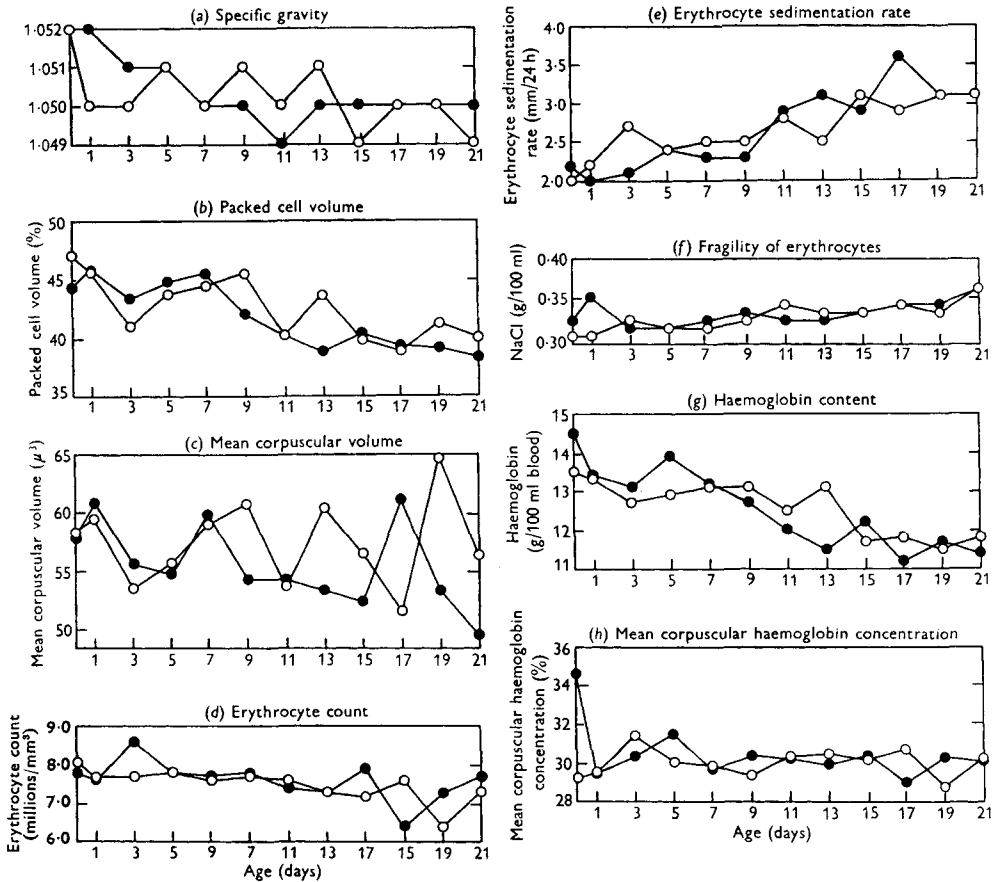 (a) Specific gravity
1·052
1·051
1·050
1·049
1 3 5 7 9 11 13 15 17 19 21
(b) Packed cell volume
Packed cell volume (%)
50
45
40
35
1 3 5 7 9 11 13 15 17 19 21
(c) Mean corpuscular volume
Mean corpuscular volume (μ³)
65
60
55
50
1 3 5 7 9 11 13 15 17 19 21
(d) Erythrocyte count
Erythrocyte count
(millions/mm³)
9·0
8·0
7·0
6·0
1 3 5 7 9 11 13 17 15 19 21
Age (days)
(e) Erythrocyte sedimentation rate
Erythrocyte sedimentation
rate (mm/24 h)
4·0
3·0
2·5
2·0
1 3 5 7 9 11 13 15 17 19 21
(f) Fragility of erythrocytes
NaCl (g/100 ml)
0·40
0·35
0·30
1 3 5 7 9 11 13 15 17 19 21
(g) Haemoglobin content
Haemoglobin
(g/100 ml blood)
15
14
13
12
11
1 3 5 7 9 11 13 15 17 19 21
(h) Mean corpuscular haemoglobin concentration
Mean corpuscular haemoglobin
concentration (%)
36
34
31
30
28
1 3 5 7 9 11 13 15 17 19 21
Age (days)